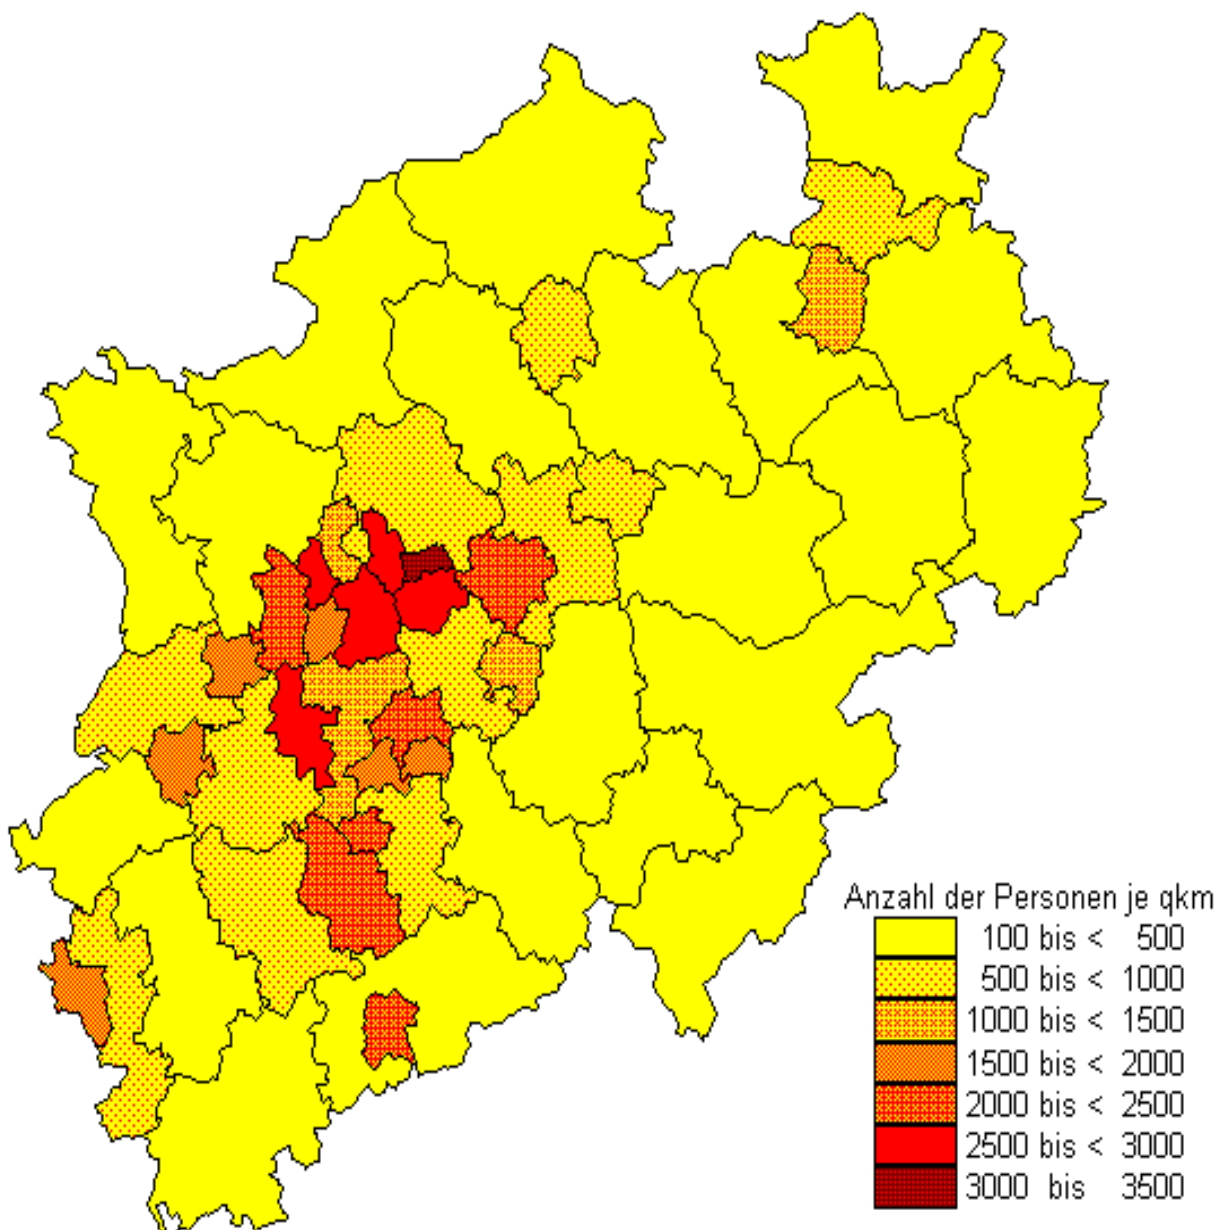 Anzahl der Personen je qkm
100 bis < 500
500 bis < 1000
1000 bis < 1500
1500 bis < 2000
2000 bis < 2500
2500 bis < 3000
3000 bis 3500